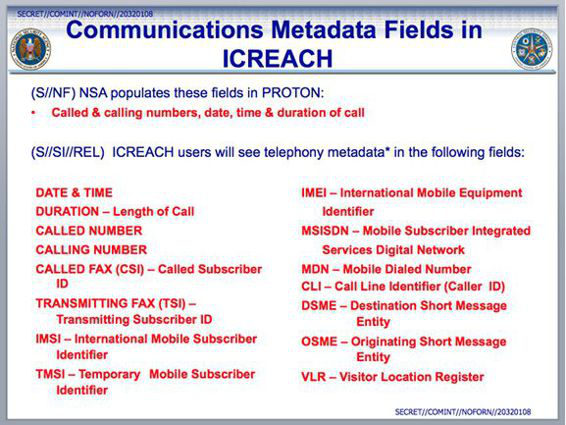 SECRET//COMINT//NOFORN//20320108
Communications Metadata Fields in
ICREACH
(S//NF) NSA populates these fields in PROTON:
• Called & calling numbers, date, time & duration of call
(S//SI//REL) ICREACH users will see telephony metadata* in the following fields:
DATE & TIME
DURATION – Length of Call
CALLED NUMBER
CALLING NUMBER
CALLED FAX (CSI) – Called Subscriber
ID
TRANSMITTING FAX (TSI) –
Transmitting Subscriber ID
IMSI – International Mobile Subscriber
Identifier
TMSI – Temporary Mobile Subscriber
Identifier
IMEI – International Mobile Equipment
Identifier
MSISDN – Mobile Subscriber Integrated
Services Digital Network
MDN – Mobile Dialed Number
CLI – Call Line Identifier (Caller ID)
DSME – Destination Short Message
Entity
OSME – Originating Short Message
Entity
VLR – Visitor Location Register
SECRET//COMINT//NOFORN//20320108